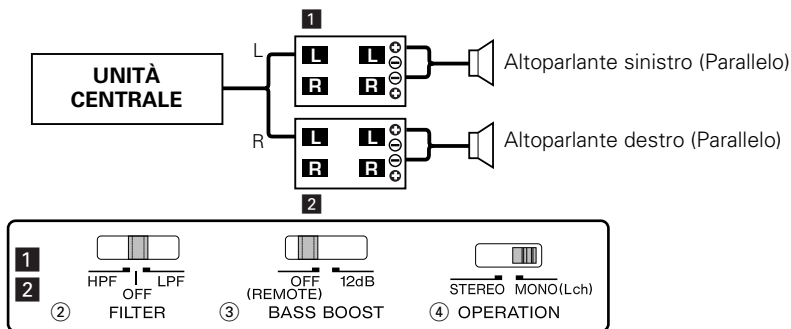 1
L
UNITÀ CENTRALE
L L ⊕ ⊖
R R ⊖ ⊕
Altoparlante sinistro (Parallelo)
R
L L ⊕ ⊖
R R ⊖ ⊕
Altoparlante destro (Parallelo)
2
1
2
HPF OFF LPF
② FILTER
OFF (REMOTE) 12dB
③ BASS BOOST
STEREO MONO(Lch)
④ OPERATION